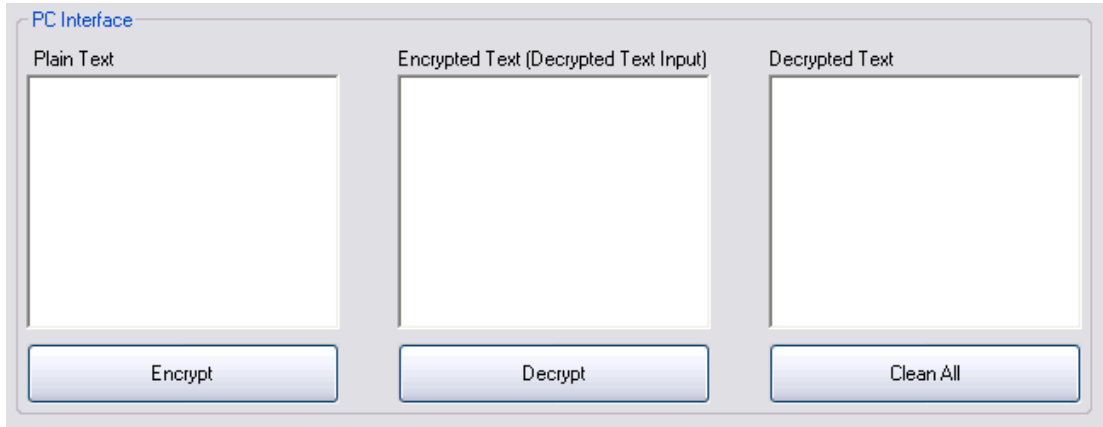 PC Interface
Plain Text
Encrypted Text (Decrypted Text Input)
Decrypted Text
Encrypt
Decrypt
Clean All